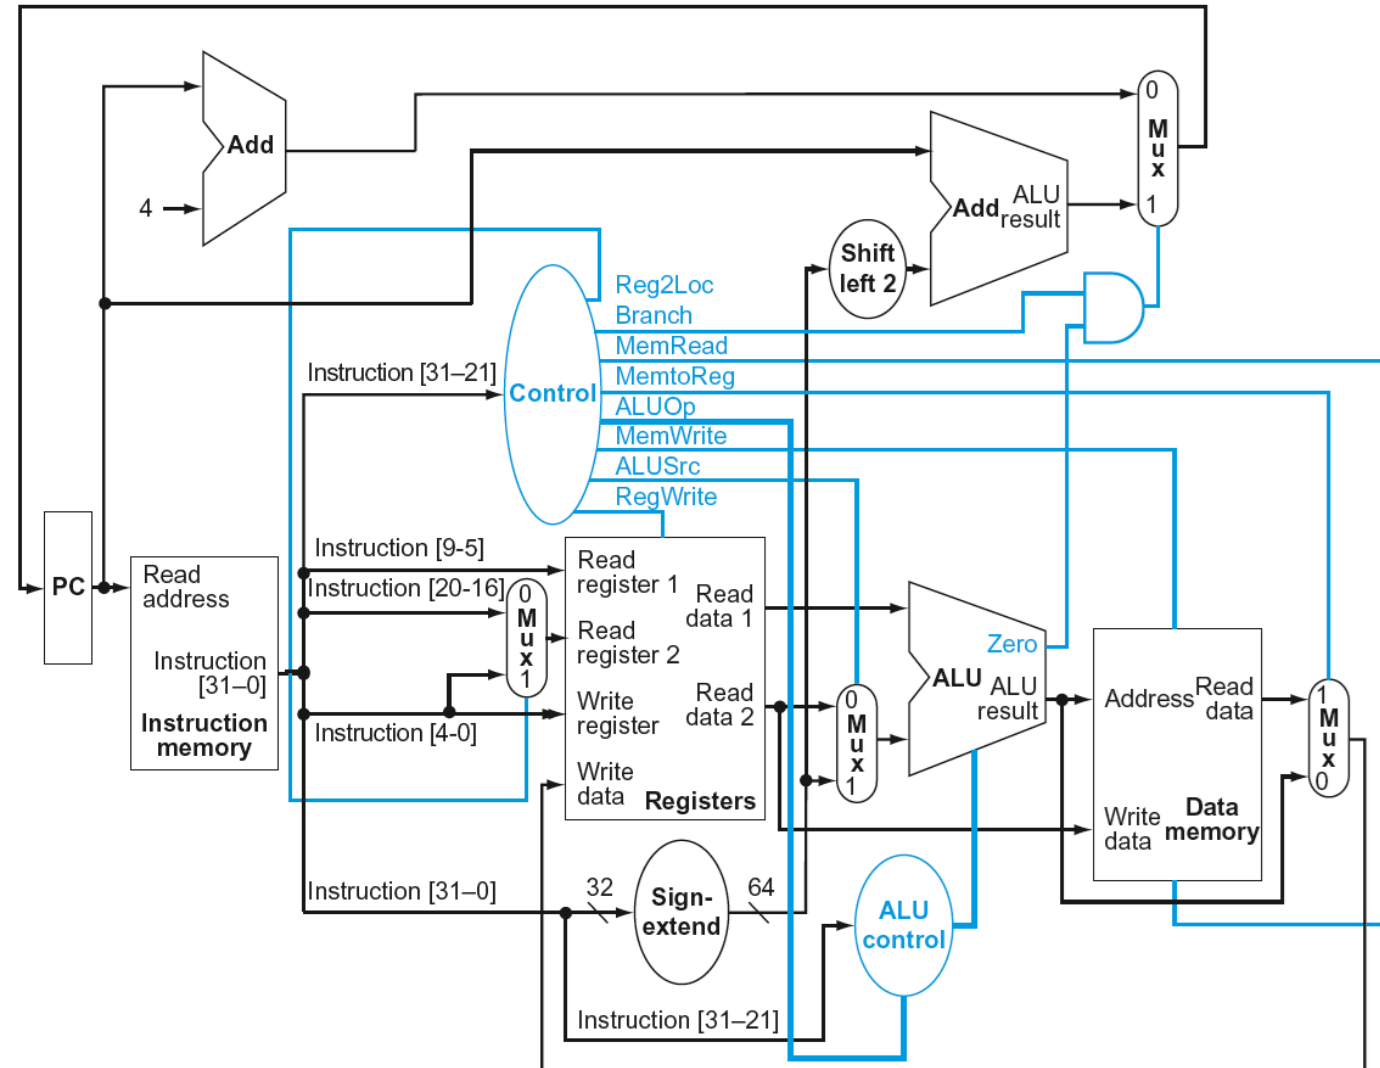 0
M
u
x
1
Add
4
Add
ALU
result
Shift
left 2
Reg2Loc
Branch
MemRead
MemtoReg
ALUOp
MemWrite
ALUSrc
RegWrite
Instruction [31–21]
Control
PC
Read
address
Instruction
[31–0]
Instruction
memory
Instruction [9-5]
Instruction [20-16]
Instruction [4-0]
0
M
u
x
1
Read
register 1
Read
register 2
Write
register
Write
data
Read
data 1
Read
data 2
Registers
0
M
u
x
1
Zero
ALU
ALU
result
Address
Read
data
Write
data
Data
memory
1
M
u
x
0
Instruction [31–0]
32
Sign-
extend
64
ALU
control
Instruction [31–21]